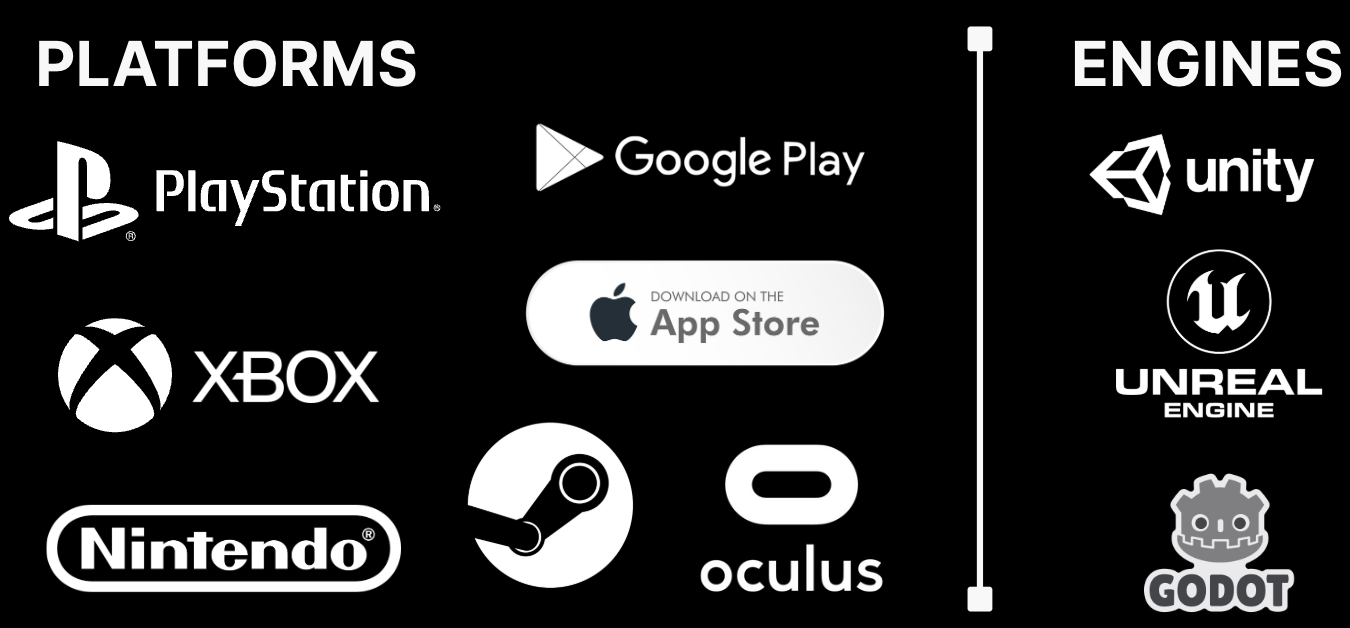 PLATFORMS
PlayStation®
®
XBOX
Nintendo®
Google Play
DOWNLOAD ON THE
App Store
oculus
ENGINES
unity
UNREAL
ENGINE
GODOT